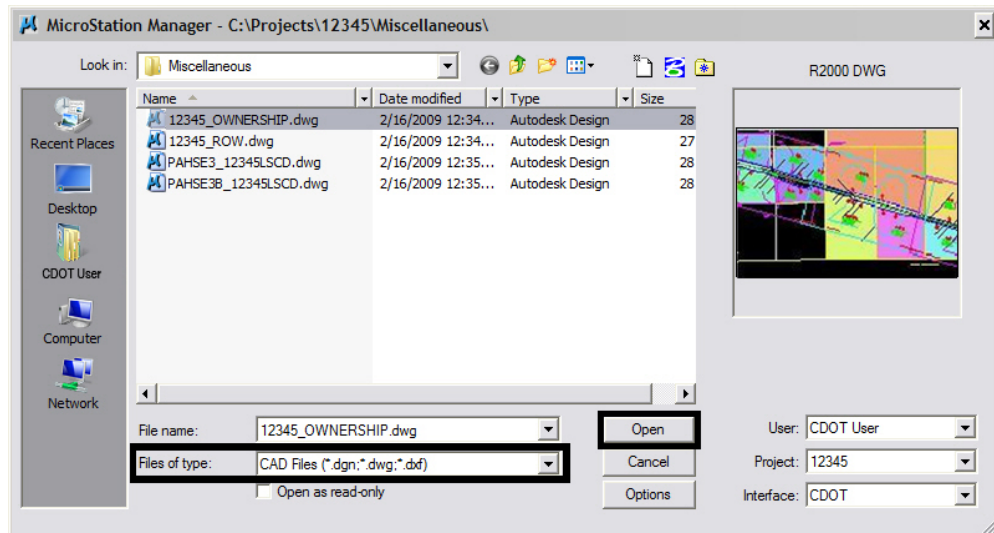 MicroStation Manager - C:\Projects\12345\Miscellaneous\
Look in: Miscellaneous
R2000 DWG
Name Date modified Type Size
12345_OWNERSHIP.dwg 2/16/2009 12:34... Autodesk Design 28
12345_ROW.dwg 2/16/2009 12:34... Autodesk Design 27
PAHSE3_12345LSCD.dwg 2/16/2009 12:35... Autodesk Design 28
PAHSE3B_12345LSCD.dwg 2/16/2009 12:35... Autodesk Design 28
Recent Places
Desktop
CDOT User
Computer
Network
File name: 12345_OWNERSHIP.dwg Open
Files of type: CAD Files (*.dgn;*.dwg;*.dxf) Cancel
Open as read-only Options
User: CDOT User
Project: 12345
Interface: CDOT